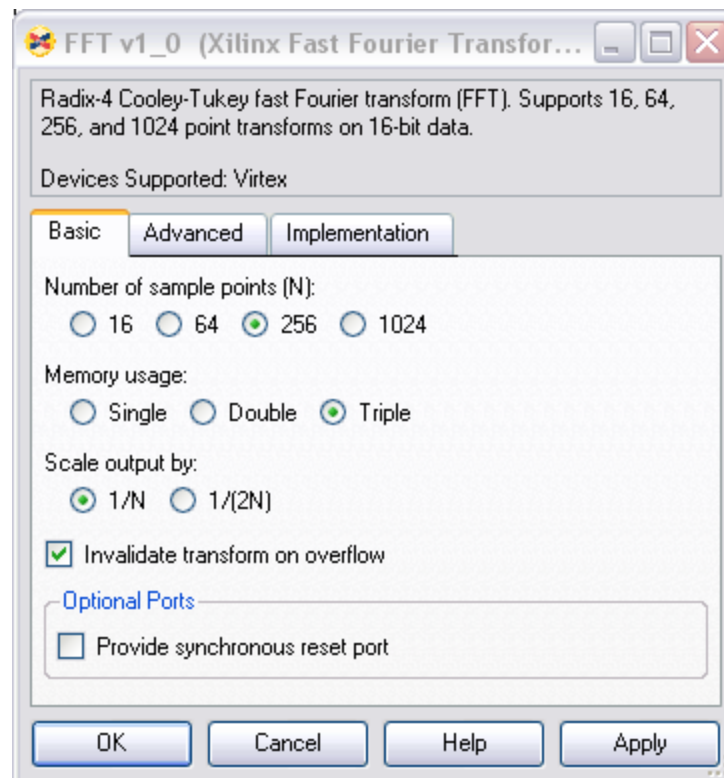 FFT v1_0 (Xilinx Fast Fourier Transfor...
Radix-4 Cooley-Tukey fast Fourier transform (FFT). Supports 16, 64,
256, and 1024 point transforms on 16-bit data.
Devices Supported: Virtex
Basic Advanced Implementation
Number of sample points (N):
16 64 256 1024
Memory usage:
Single Double Triple
Scale output by:
1/N 1/(2N)
Invalidate transform on overflow
Optional Ports
Provide synchronous reset port
OK Cancel Help Apply